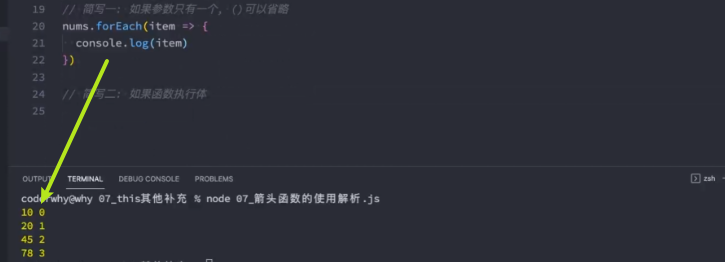 19 // 简写一: 如果参数只有一个, ()可以省略
20 nums.forEach(item => {
21 console.log(item)
22 })
23
24 // 简写二: 如果函数执行体
25
OUTPUT TERMINAL DEBUG CONSOLE PROBLEMS zsh
coderwhy@why 07_this其他补充 % node 07_箭头函数的使用解析.js
10 0
20 1
45 2
78 3